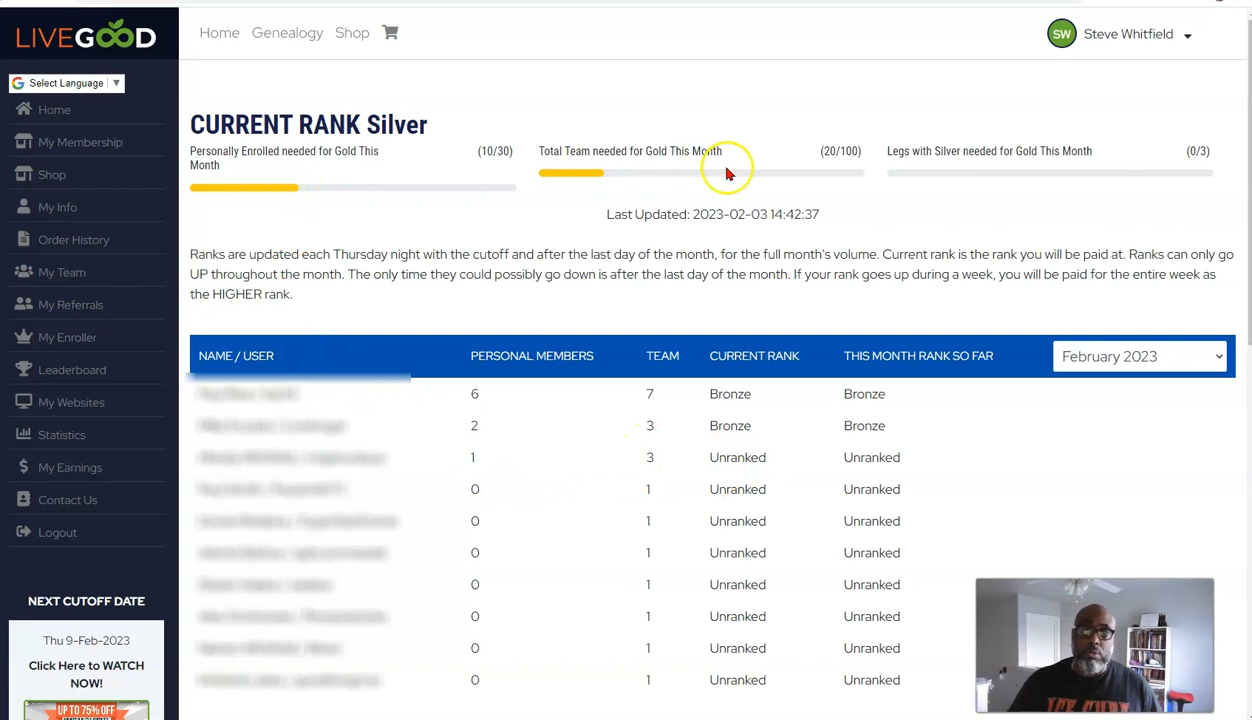 LIVEGOOD
Home Genealogy Shop
SW Steve Whitfield
Select Language
Home
My Membership
Shop
My Info
Order History
My Team
My Referrals
My Enroller
Leaderboard
My Websites
Statistics
My Earnings
Contact Us
Logout
NEXT CUTOFF DATE
Thu 9-Feb-2023
Click Here to WATCH
NOW!
UP TO 75% OFF
CURRENT RANK Silver
Personally Enrolled needed for Gold This
Month
(10/30)
Total Team needed for Gold This Month (20/100)
Legs with Silver needed for Gold This Month (0/3)
Last Updated: 2023-02-03 14:42:37
Ranks are updated each Thursday night with the cutoff and after the last day of the month, for the full month's volume. Current rank is the rank you will be paid at. Ranks can only go
UP throughout the month. The only time they could possibly go down is after the last day of the month. If your rank goes up during a week, you will be paid for the entire week as
the HIGHER rank.
NAME / USER PERSONAL MEMBERS TEAM CURRENT RANK THIS MONTH RANK SO FAR February 2023
6 7 Bronze Bronze
2 3 Bronze Bronze
1 3 Unranked Unranked
0 1 Unranked Unranked
0 1 Unranked Unranked
0 1 Unranked Unranked
0 1 Unranked Unranked
0 1 Unranked Unranked
0 1 Unranked Unranked
0 1 Unranked Unranked